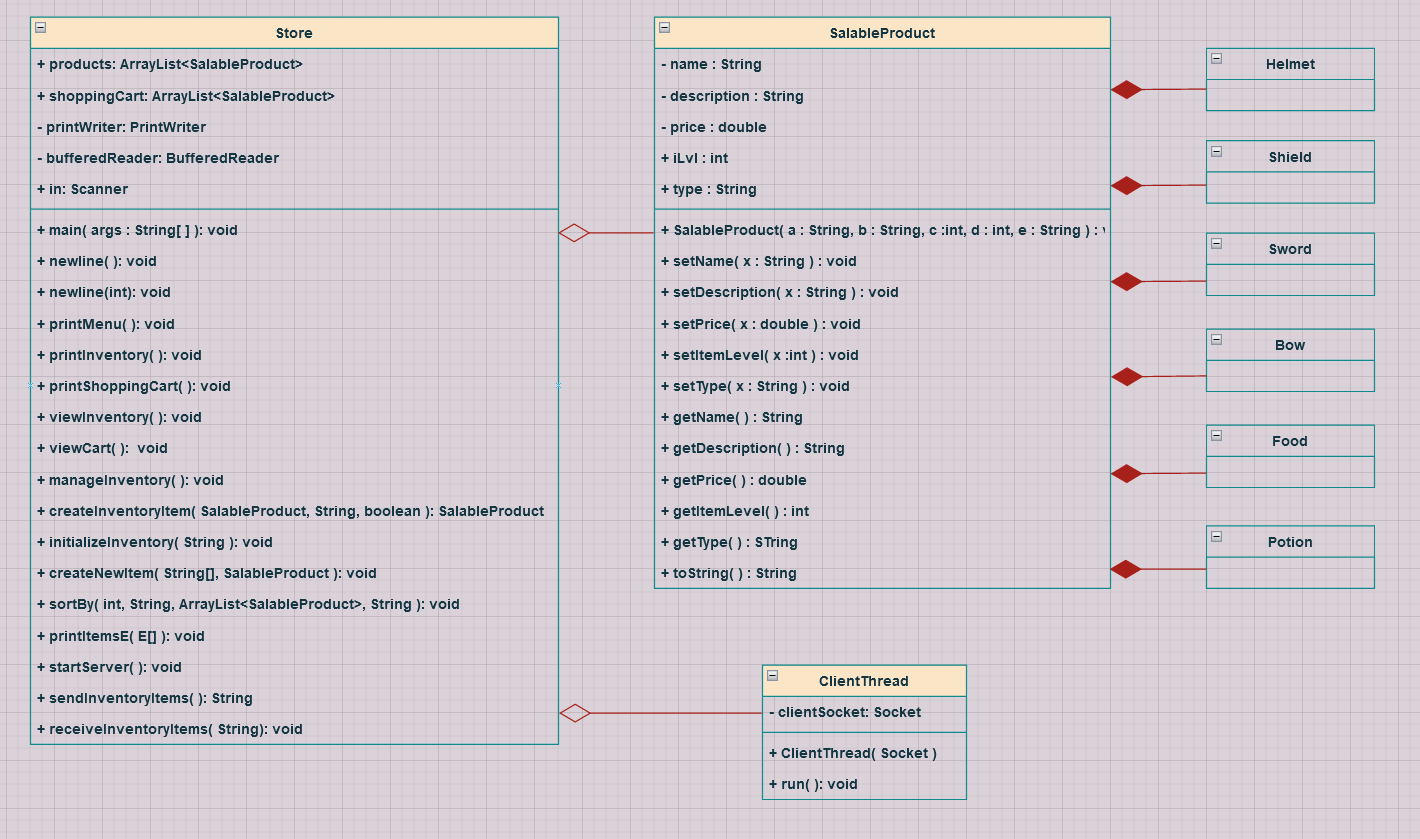 Store
+ products: ArrayList<SalableProduct>
+ shoppingCart: ArrayList<SalableProduct>
- printWriter: PrintWriter
- bufferedReader: BufferedReader
+ in: Scanner
+ main( args : String[ ] ): void
+ newline( ): void
+ newline(int): void
+ printMenu( ): void
+ printInventory( ): void
+ printShoppingCart( ): void
+ viewInventory( ): void
+ viewCart( ):  void
+ manageInventory( ): void
+ createInventoryItem( SalableProduct, String, boolean ): SalableProduct
+ initializeInventory( String ): void
+ createNewItem( String[], SalableProduct ): void
+ sortBy( int, String, ArrayList<SalableProduct>, String ): void
+ printItemsE( E[] ): void
+ startServer( ): void
+ sendInventoryItems( ): String
+ receiveInventoryItems( String): void
SalableProduct
- name : String
- description : String
- price : double
+ iLvl : int
+ type : String
+ SalableProduct( a : String, b : String, c :int, d : int, e : String ) :
+ setName( x : String ) : void
+ setDescription( x : String ) : void
+ setPrice( x : double ) : void
+ setItemLevel( x :int ) : void
+ setType( x : String ) : void
+ getName( ) : String
+ getDescription( ) : String
+ getPrice( ) : double
+ getItemLevel( ) : int
+ getType( ) : STring
+ toString( ) : String
Helmet
Shield
Sword
Bow
Food
Potion
ClientThread
- clientSocket: Socket
+ ClientThread( Socket )
+ run( ): void